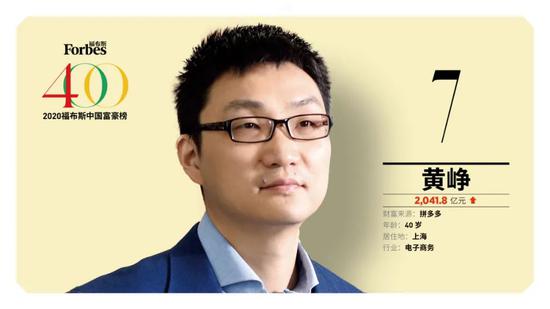 福布斯
Forbes
400
2020福布斯中国富豪榜
7
黄峥
2,041.8 亿元
财富来源：拼多多
年龄：40 岁
居住地：上海
行业：电子商务